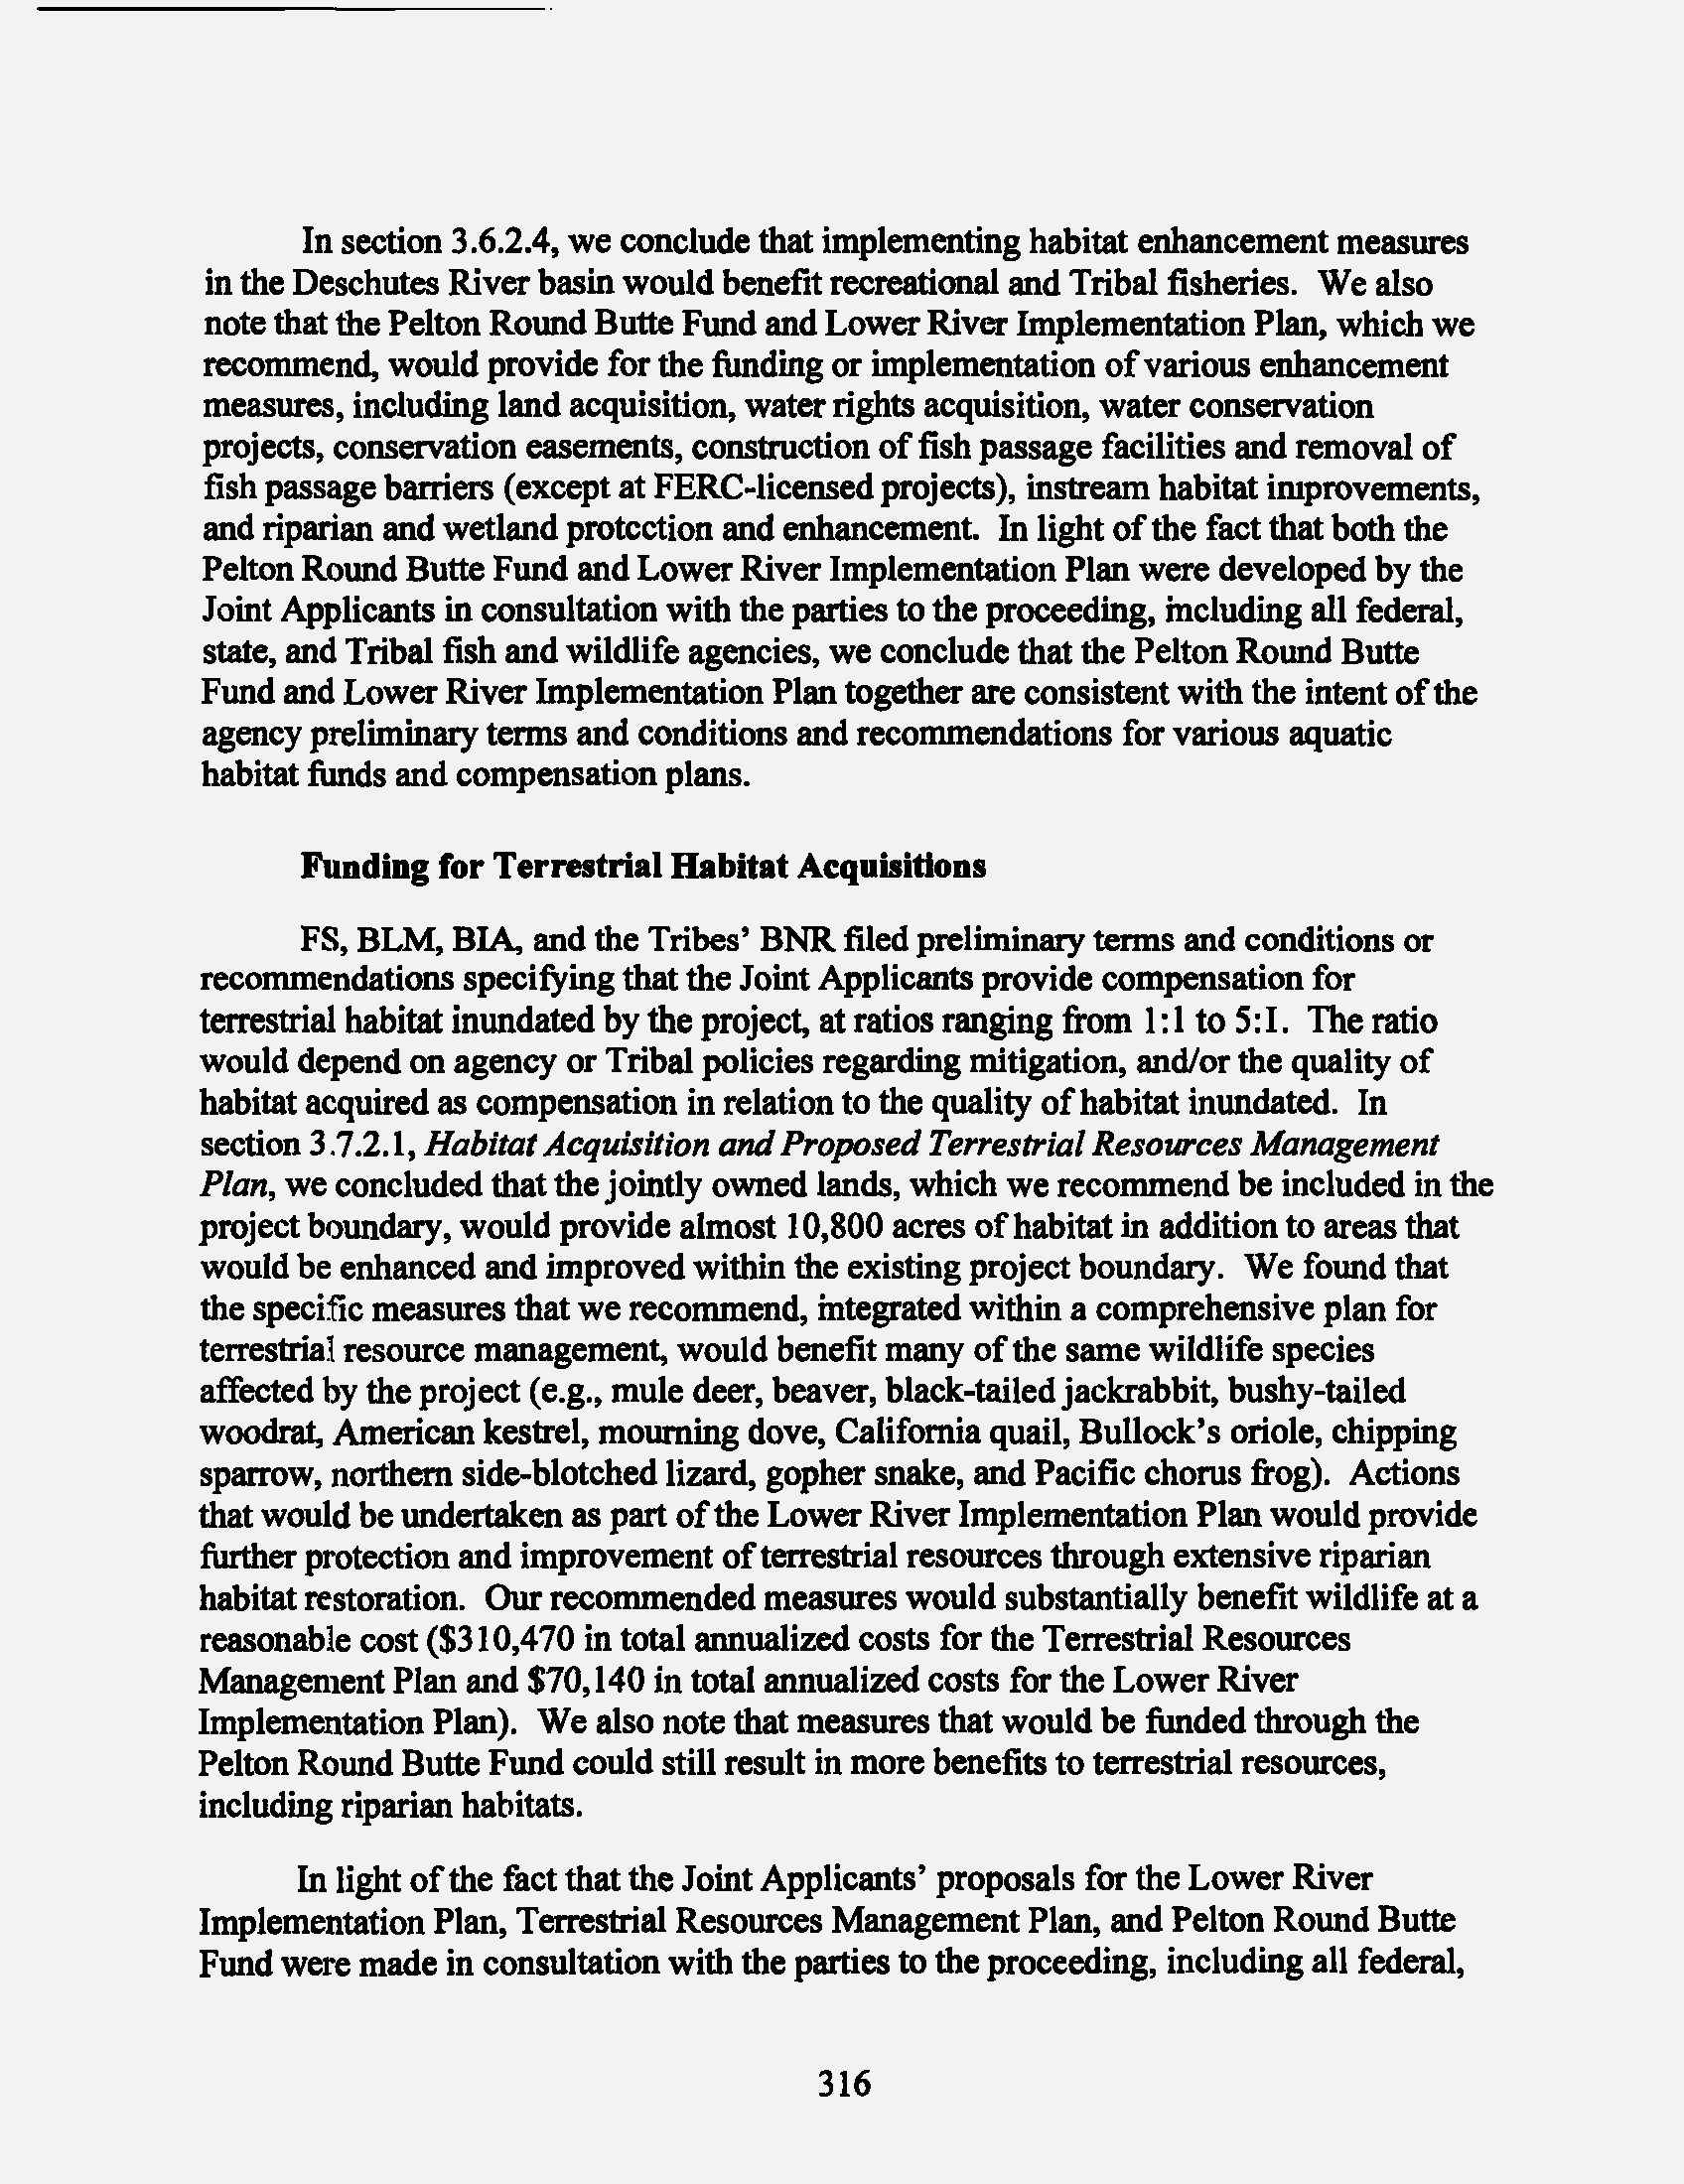 In section 3.6.2.4, we conclude that implementing habitat enhancement measures
in the Deschutes River basin would benefit recreational and Tribal fisheries. We also
note that the Pelton Round Butte Fund and Lower River Implementation Plan, which we
recommend, would provide for the funding or implementation of various enhancement
measures, including land acquisition, water rights acquisition, water conservation
projects, conservation easements, construction of fish passage facilities and removal of
fish passage barriers (except at FERC-licensed projects), instream habitat improvements,
and riparian and wetland protection and enhancement. In light of the fact that both the
Pelton Round Butte Fund and Lower River Implementation Plan were developed by the
Joint Applicants in consultation with the parties to the proceeding, including all federal,
state, and Tribal fish and wildlife agencies, we conclude that the Pelton Round Butte
Fund and Lower River Implementation Plan together are consistent with the intent of the
agency preliminary terms and conditions and recommendations for various aquatic
habitat funds and compensation plans.
Funding for Terrestrial Habitat Acquisitions
FS, BLM, BIA, and the Tribes' BNR filed preliminary terms and conditions or
recommendations specifying that the Joint Applicants provide compensation for
terrestrial habitat inundated by the project, at ratios ranging from 1:1 to 5:1. The ratio
would depend on agency or Tribal policies regarding mitigation, and/or the quality of
habitat acquired as compensation in relation to the quality of habitat inundated. In
section 3.7.2.1, Habitat Acquisition and Proposed Terrestrial Resources Management
Plan, we concluded that the jointly owned lands, which we recommend be included in the
project boundary, would provide almost 10,800 acres of habitat in addition to areas that
would be enhanced and improved within the existing project boundary. We found that
the specific measures that we recommend, integrated within a comprehensive plan for
terrestrial resource management, would benefit many of the same wildlife species
affected by the project (e.g., mule deer, beaver, black-tailed jackrabbit, bushy-tailed
woodrat, American kestrel, mourning dove, California quail, Bullock's oriole, chipping
sparrow, northern side-blotched lizard, gopher snake, and Pacific chorus frog). Actions
that would be undertaken as part of the Lower River Implementation Plan would provide
further protection and improvement of terrestrial resources through extensive riparian
habitat restoration. Our recommended measures would substantially benefit wildlife at a
reasonable cost ($310,470 in total annualized costs for the Terrestrial Resources
Management Plan and $70,140 in total annualized costs for the Lower River
Implementation Plan). We also note that measures that would be funded through the
Pelton Round Butte Fund could still result in more benefits to terrestrial resources,
including riparian habitats.
In light of the fact that the Joint Applicants' proposals for the Lower River
Implementation Plan, Terrestrial Resources Management Plan, and Pelton Round Butte
Fund were made in consultation with the parties to the proceeding, including all federal,
316